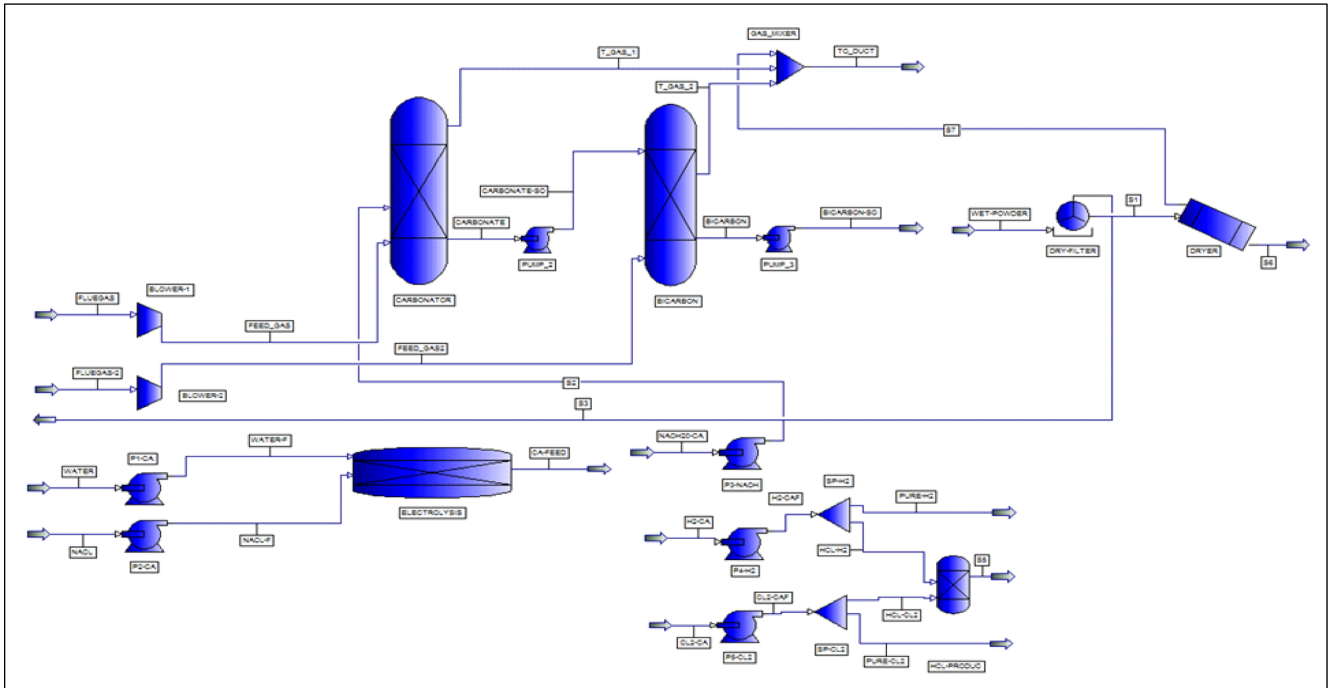 GAS_MIXER
T_GAS_1
TO_DUCT
T_GAS_2
S7
CARBONATE-SO
CARBONATE
BICARBON
BICARBON-SO
WET-POWDER
S1
PUMP_2
PUMP_3
DRY-FILTER
DRYER
S6
CARBONATOR
BICARBON
FLUEGAS
BLOWER-1
FEED_GAS
FEED_GAS2
FLUEGAS-2
BLOWER-2
S2
S3
WATER-F
CA-FEED
NAOH20-CA
P1-CA
WATER
P3-NAOH
SP-H2
PURE-H2
H2-CAF
ELECTROLYSIS
NACL
NACL-F
P2-CA
H2-CA
HCL-H2
S5
P4-H2
CL2-CAF
HCL-CL2
CL2-CA
P5-CL2
SP-CL2
PURE-CL2
HCL-PRODUC